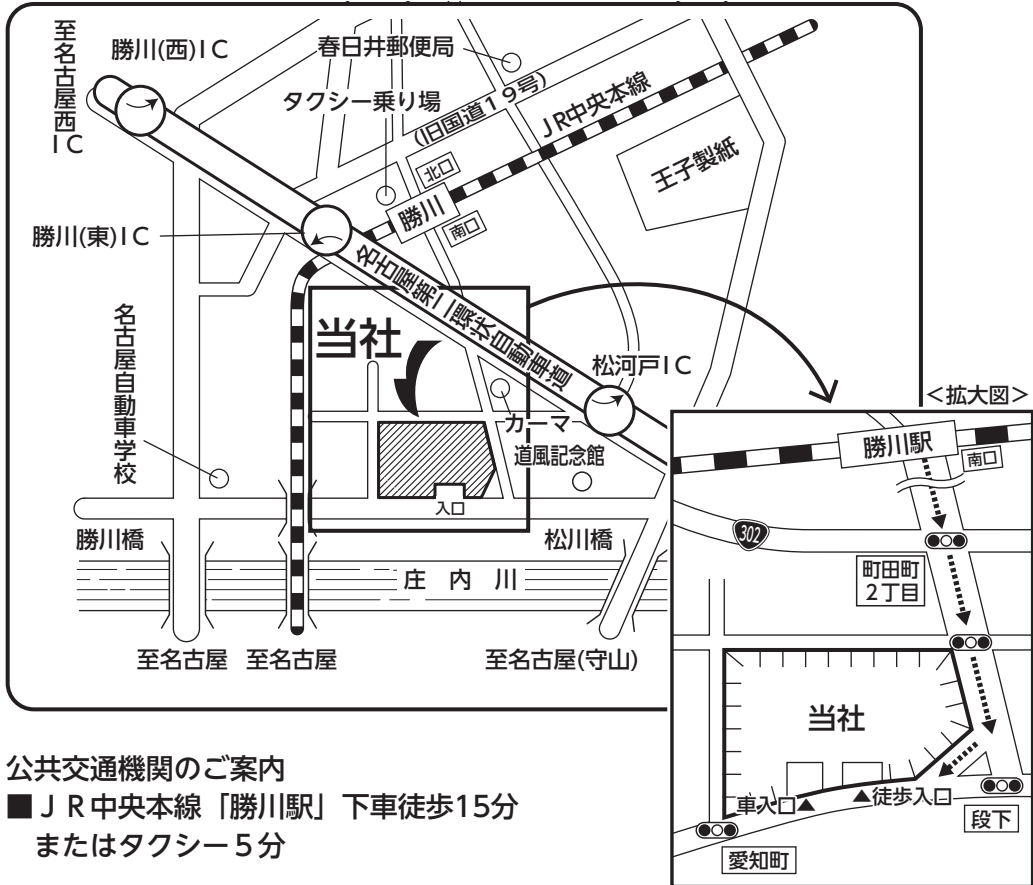 至名古屋西IC
勝川(西)IC
春日井郵便局
タクシー乗り場
(旧国道19号)
JR中央本線
北口
王子製紙
勝川
南口
勝川(東)IC
名古屋第二環状自動車道
名古屋自動車学校
当社
松河戸IC
カーマ
道風記念館
入口
勝川橋
松川橋
庄内川
至名古屋
至名古屋
至名古屋(守山)
<拡大図>
勝川駅
南口
302
町田町
2丁目
当社
車入口▲
▲徒歩入口
段下
愛知町
公共交通機関のご案内
■JR中央本線「勝川駅」下車徒歩15分
またはタクシー5分